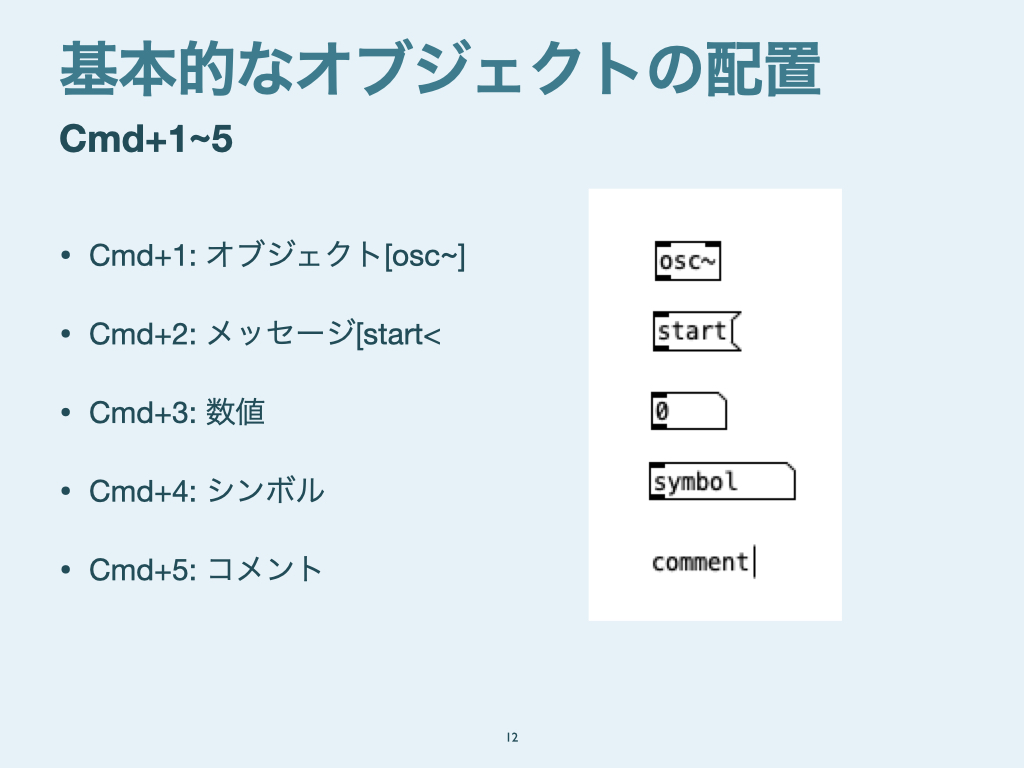 基本的なオブジェクトの配置
Cmd+1~5
• Cmd+1: オブジェクト[osc~]
• Cmd+2: メッセージ[start<
• Cmd+3: 数値
• Cmd+4: シンボル
• Cmd+5: コメント
osc~
start
0
symbol
comment
12